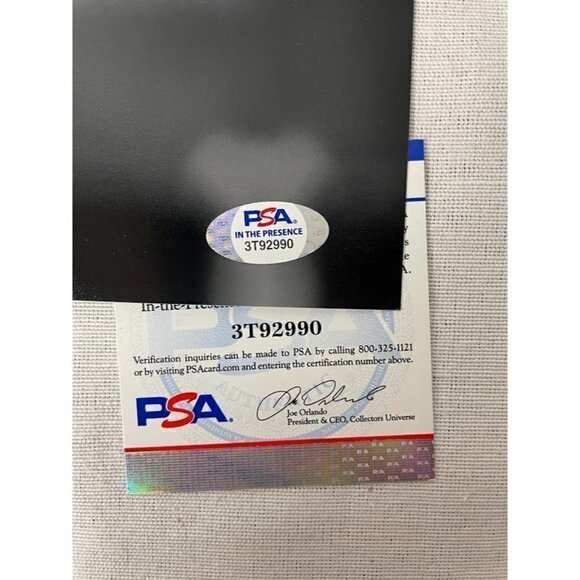 PSA
IN THE PRESENCE
3T92990
In-the-Presence
3T92990
Verification inquiries can be made to PSA by calling 800-325-1121
or by visiting PSAcard.com and entering the certification number above.
PSA.
Joe Orlando
President & CEO, Collectors Universe